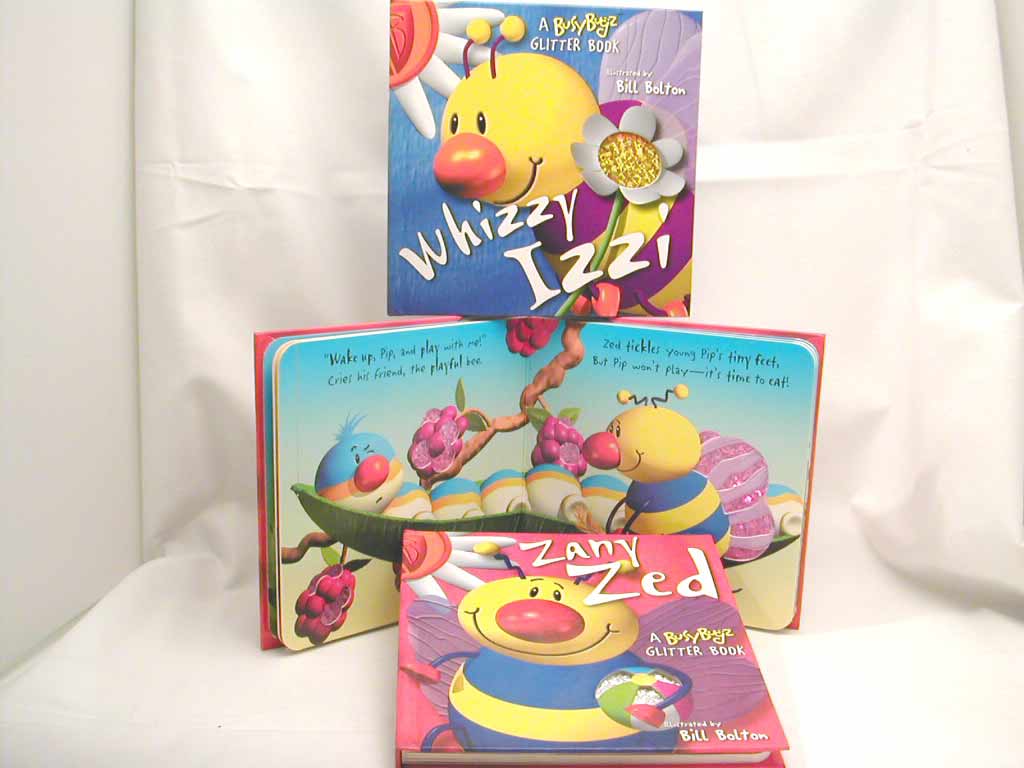 A BusyBugz
GLITTER BOOK
Illustrated by
Bill Bolton
Whizzy
Izzi
"Wake up, Pip, and play with me!"
Cries his friend, the playful bee.
Zed tickles young Pip's tiny feet,
But Pip won't play—it's time to eat!
Zany
Zed
A BusyBugz
GLITTER BOOK
Illustrated by
Bill Bolton